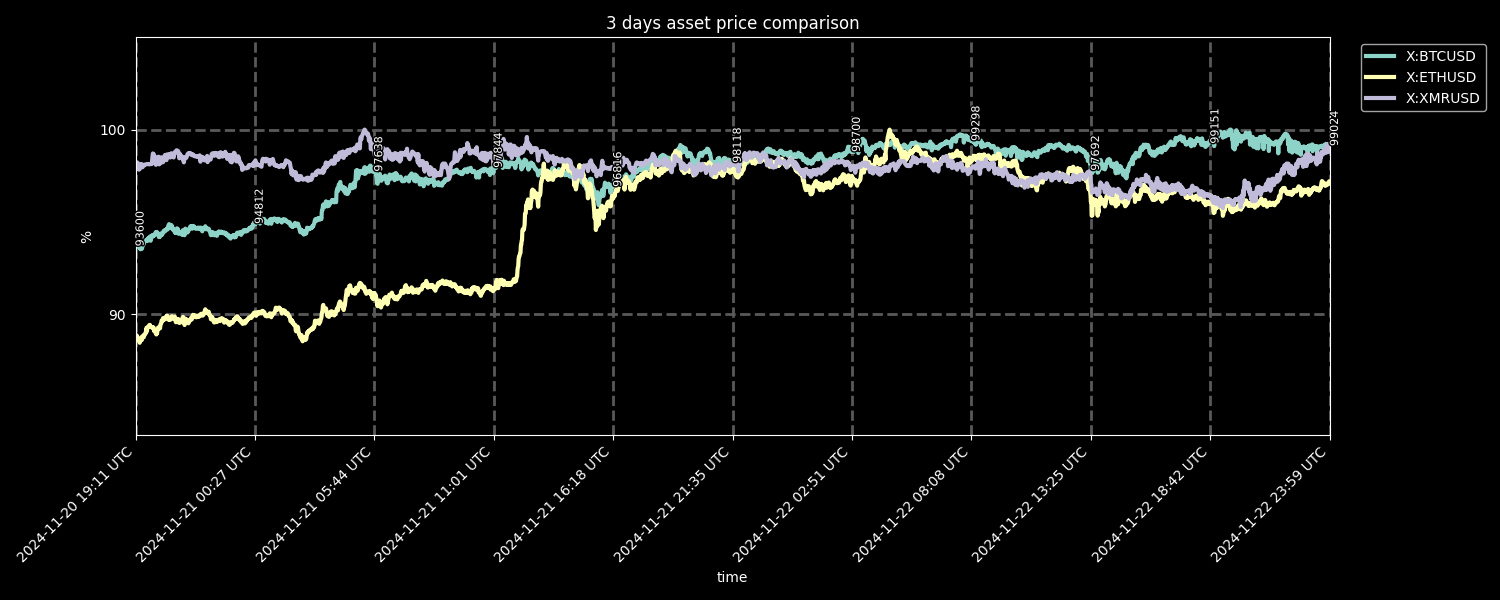 3 days asset price comparison
X:BTCUSD
X:ETHUSD
X:XMRUSD
%
100
90
93600
94812
97638
97844
96816
98118
98700
99298
97692
99151
99024
2024-11-20 19:11 UTC
2024-11-21 00:27 UTC
2024-11-21 05:44 UTC
2024-11-21 11:01 UTC
2024-11-21 16:18 UTC
2024-11-21 21:35 UTC
2024-11-22 02:51 UTC
2024-11-22 08:08 UTC
2024-11-22 13:25 UTC
2024-11-22 18:42 UTC
2024-11-22 23:59 UTC
time